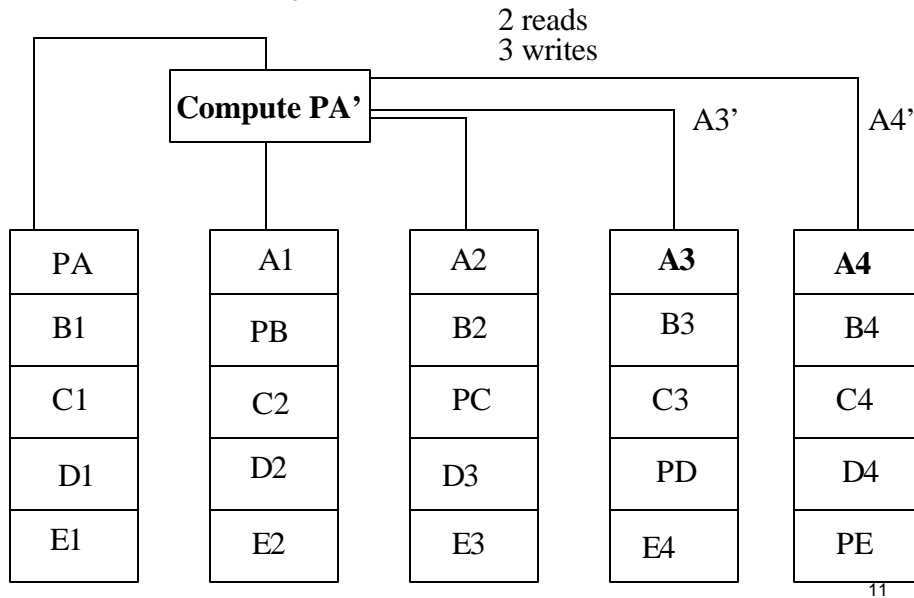 2 reads
3 writes
Compute PA’
A3’
A4’
PA
A1
A2
A3
A4
B1
PB
B2
B3
B4
C1
C2
PC
C3
C4
D1
D2
D3
PD
D4
E1
E2
E3
E4
PE
11